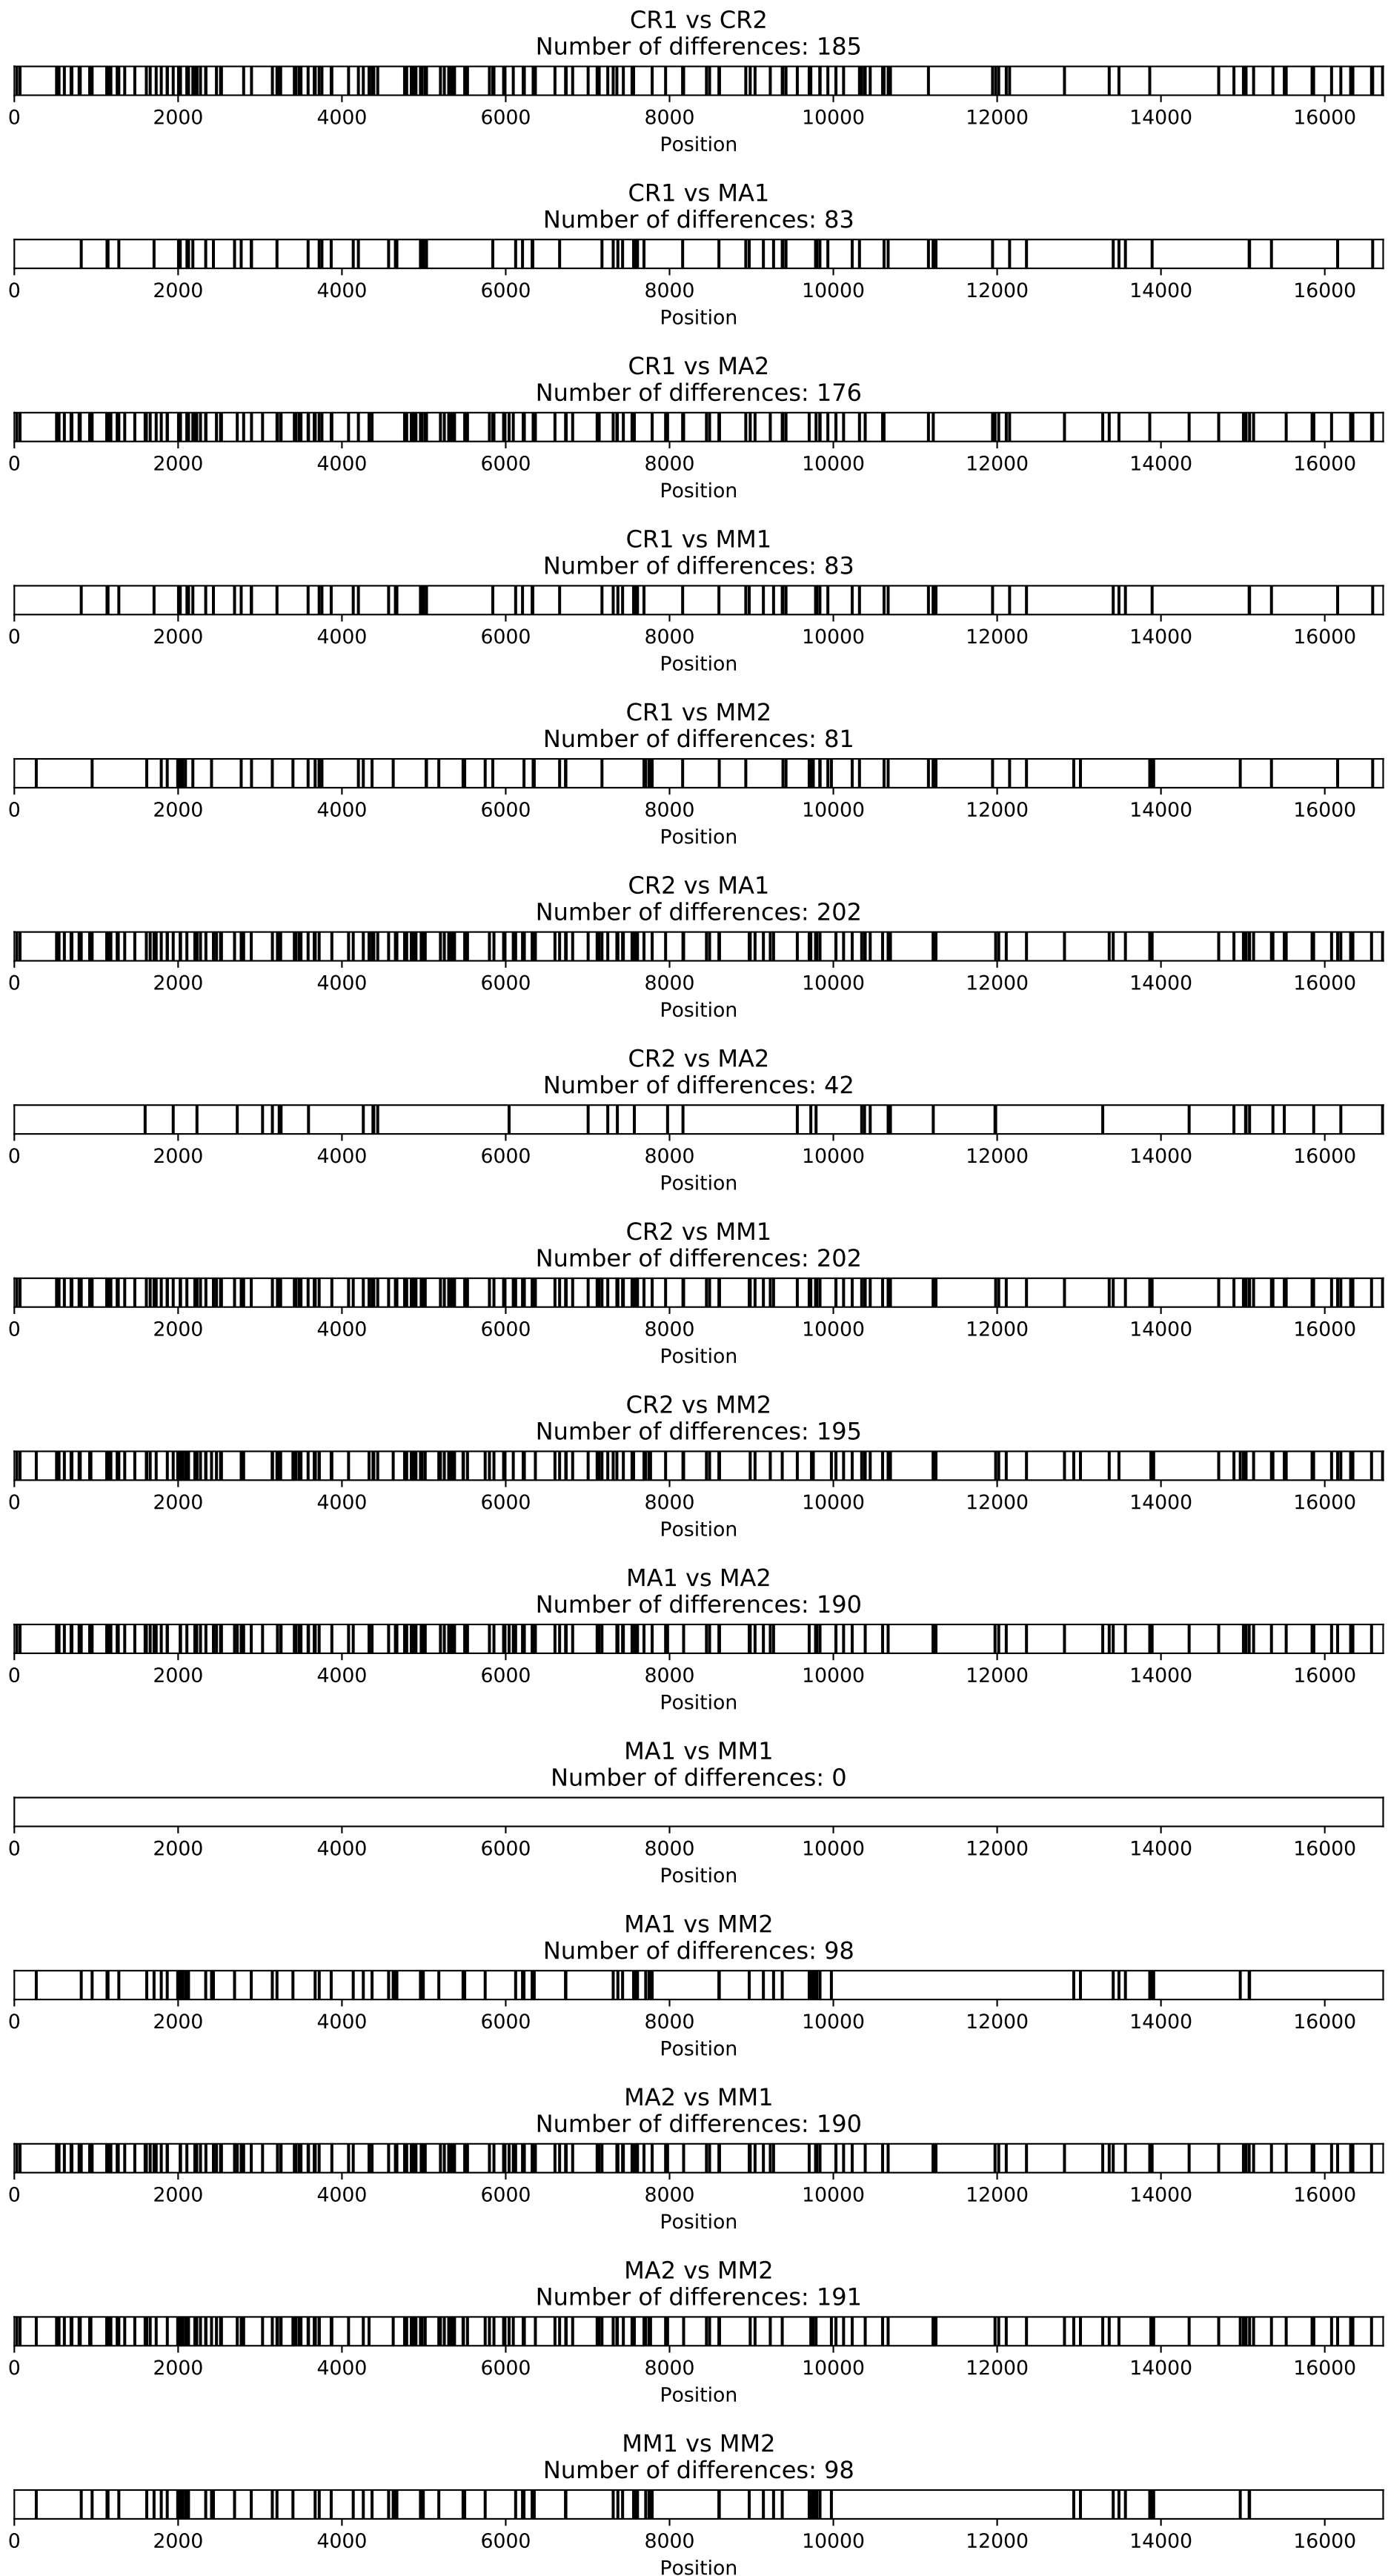 CR1 vs CR2
Number of differences: 185
0 2000 4000 6000 8000 10000 12000 14000 16000
Position
CR1 vs MA1
Number of differences: 83
0 2000 4000 6000 8000 10000 12000 14000 16000
Position
CR1 vs MA2
Number of differences: 176
0 2000 4000 6000 8000 10000 12000 14000 16000
Position
CR1 vs MM1
Number of differences: 83
0 2000 4000 6000 8000 10000 12000 14000 16000
Position
CR1 vs MM2
Number of differences: 81
0 2000 4000 6000 8000 10000 12000 14000 16000
Position
CR2 vs MA1
Number of differences: 202
0 2000 4000 6000 8000 10000 12000 14000 16000
Position
CR2 vs MA2
Number of differences: 42
0 2000 4000 6000 8000 10000 12000 14000 16000
Position
CR2 vs MM1
Number of differences: 202
0 2000 4000 6000 8000 10000 12000 14000 16000
Position
CR2 vs MM2
Number of differences: 195
0 2000 4000 6000 8000 10000 12000 14000 16000
Position
MA1 vs MA2
Number of differences: 190
0 2000 4000 6000 8000 10000 12000 14000 16000
Position
MA1 vs MM1
Number of differences: 0
0 2000 4000 6000 8000 10000 12000 14000 16000
Position
MA1 vs MM2
Number of differences: 98
0 2000 4000 6000 8000 10000 12000 14000 16000
Position
MA2 vs MM1
Number of differences: 190
0 2000 4000 6000 8000 10000 12000 14000 16000
Position
MA2 vs MM2
Number of differences: 191
0 2000 4000 6000 8000 10000 12000 14000 16000
Position
MM1 vs MM2
Number of differences: 98
0 2000 4000 6000 8000 10000 12000 14000 16000
Position